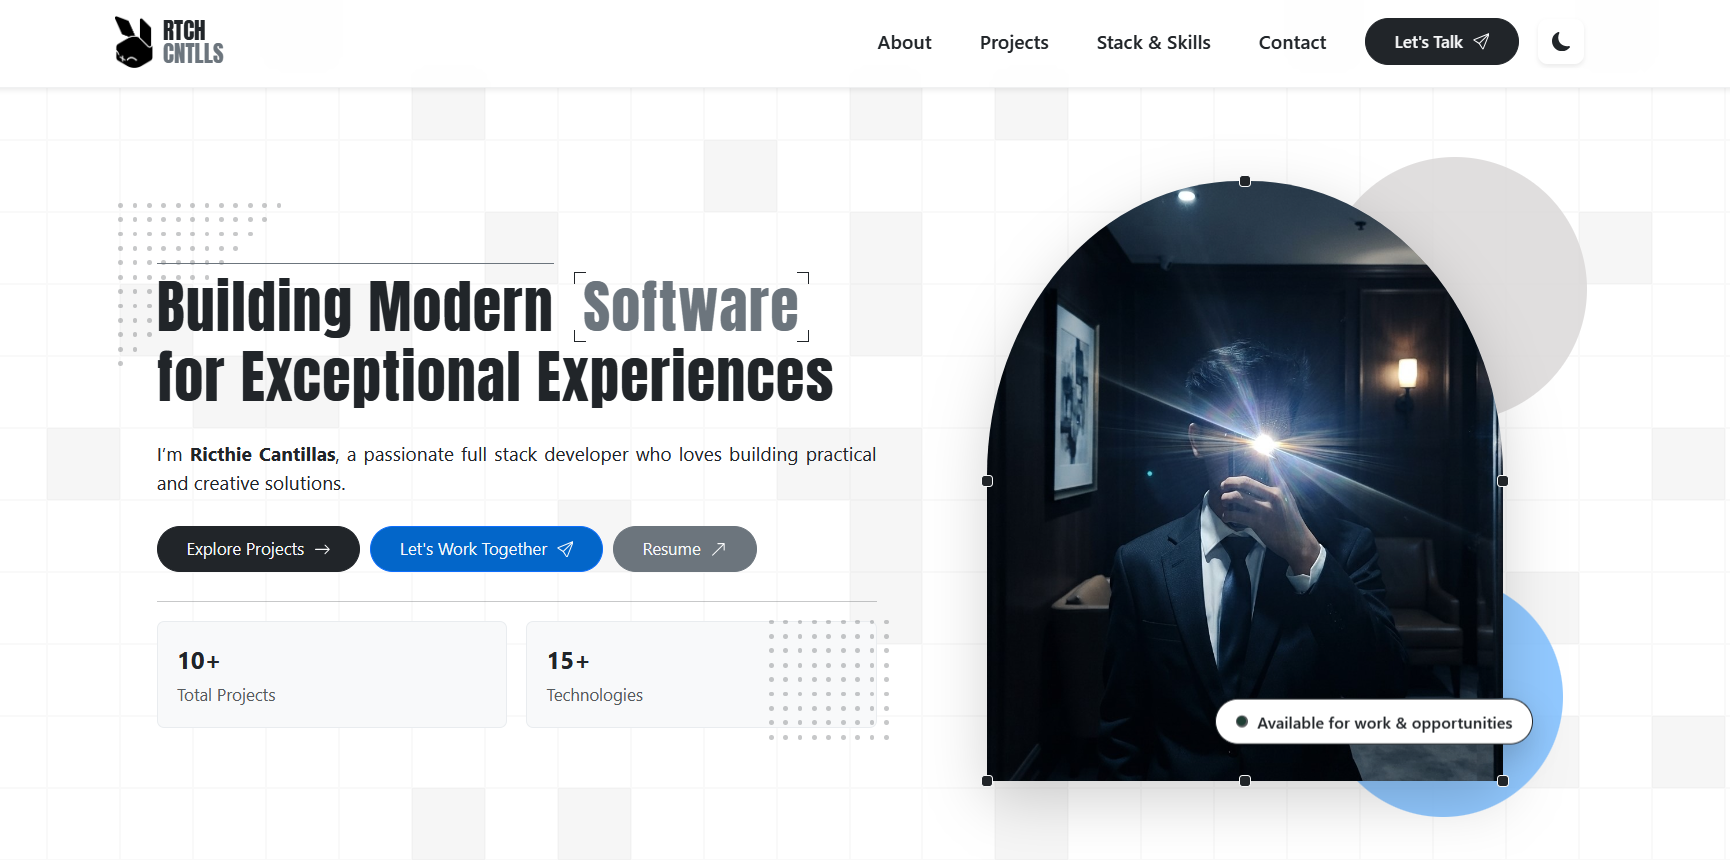 RTCH
CNTLLS
About
Projects
Stack & Skills
Contact
Let's Talk
Building Modern Software
for Exceptional Experiences
I’m Ricthie Cantillas, a passionate full stack developer who loves building practical
and creative solutions.
Explore Projects
Let's Work Together
Resume
10+
Total Projects
15+
Technologies
Available for work & opportunities